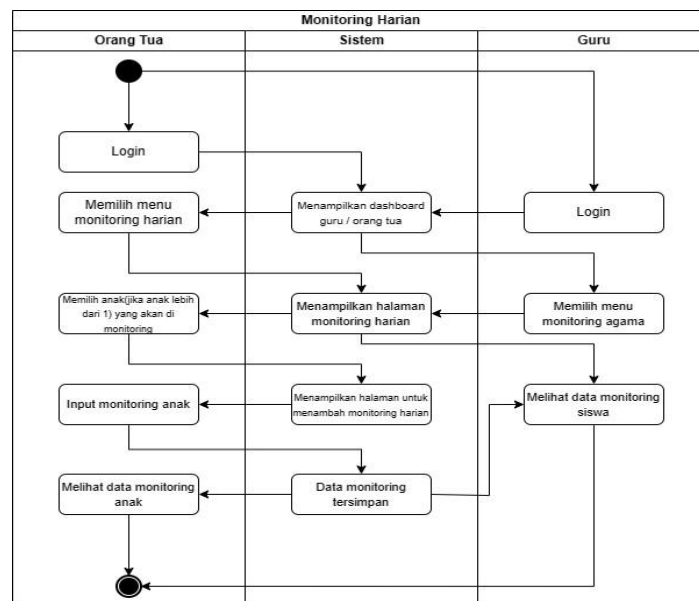 Monitoring Harian
Orang Tua
Sistem
Guru
Login
Memilih menu
monitoring harian
Menampilkan dashboard
guru / orang tua
Login
Memilih anak(jika anak lebih
dari 1) yang akan di
monitoring
Menampilkan halaman
monitoring harian
Memilih menu
monitoring agama
Input monitoring anak
Menampilkan halaman untuk
menambah monitoring harian
Melihat data monitoring
siswa
Melihat data monitoring
anak
Data monitoring
tersimpan